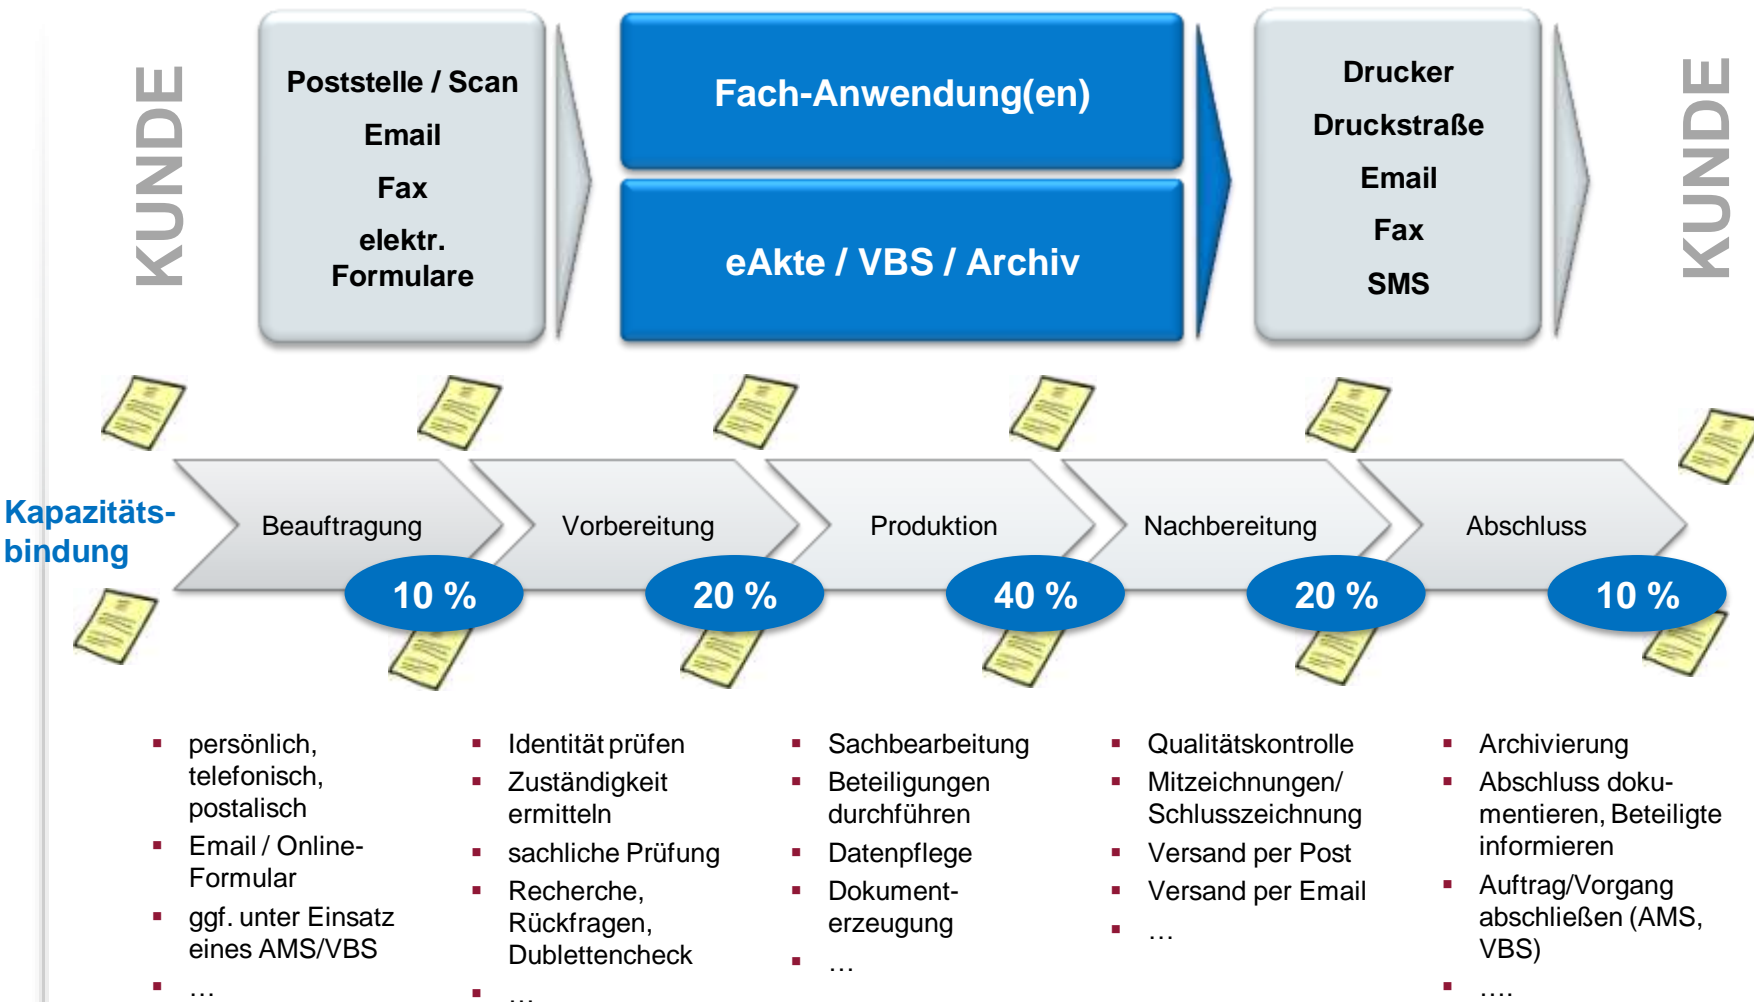 KUNDE
Poststelle / Scan
Email
Fax
elektr.
Formulare
Fach-Anwendung(en)
eAkte / VBS / Archiv
Drucker
Druckstraße
Email
Fax
SMS
KUNDE
Kapazitäts-
bindung
Beauftragung
10 %
Vorbereitung
20 %
Produktion
40 %
Nachbereitung
20 %
Abschluss
10 %
▪ persönlich,
telefonisch,
postalisch
▪ Email / Online-
Formular
▪ ggf. unter Einsatz
eines AMS/VBS
▪ …
▪ Identität prüfen
▪ Zuständigkeit
ermitteln
▪ sachliche Prüfung
▪ Recherche,
Rückfragen,
Dublettencheck
▪ …
▪ Sachbearbeitung
▪ Beteiligungen
durchführen
▪ Datenpflege
▪ Dokument-
erzeugung
▪ …
▪ Qualitätskontrolle
▪ Mitzeichnungen/
Schlusszeichnung
▪ Versand per Post
▪ Versand per Email
▪ …
▪ Archivierung
▪ Abschluss doku-
mentieren, Beteiligte
informieren
▪ Auftrag/Vorgang
abschließen (AMS,
VBS)
▪ ….